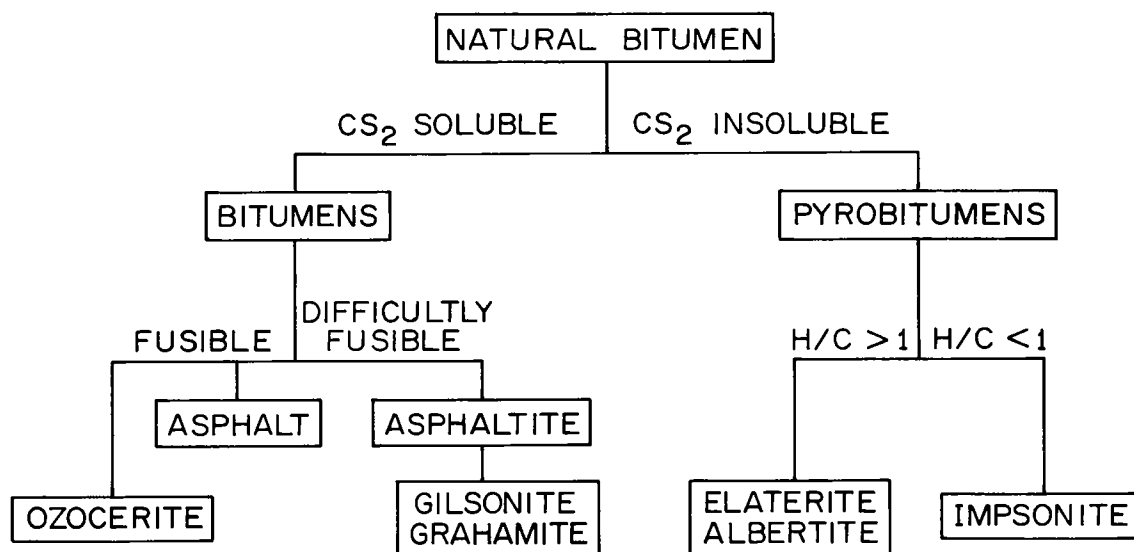 NATURAL BITUMEN
CS2 SOLUBLE
CS2 INSOLUBLE
BITUMENS
PYROBITUMENS
FUSIBLE
DIFFICULTLY
FUSIBLE
H/C > 1
H/C < 1
ASPHALT
ASPHALTITE
OZOCERITE
GILSONITE
GRAHAMITE
ELATERITE
ALBERTITE
IMPSONITE